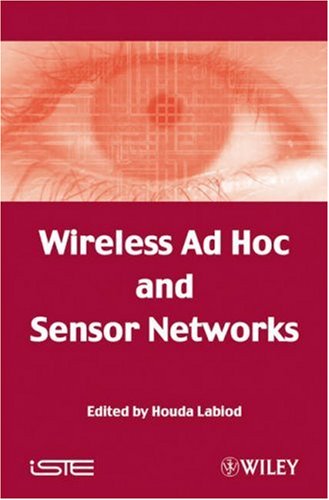 Wireless Ad Hoc
and
Sensor Networks
Edited by Houda Labiod
iSTE
WILEY